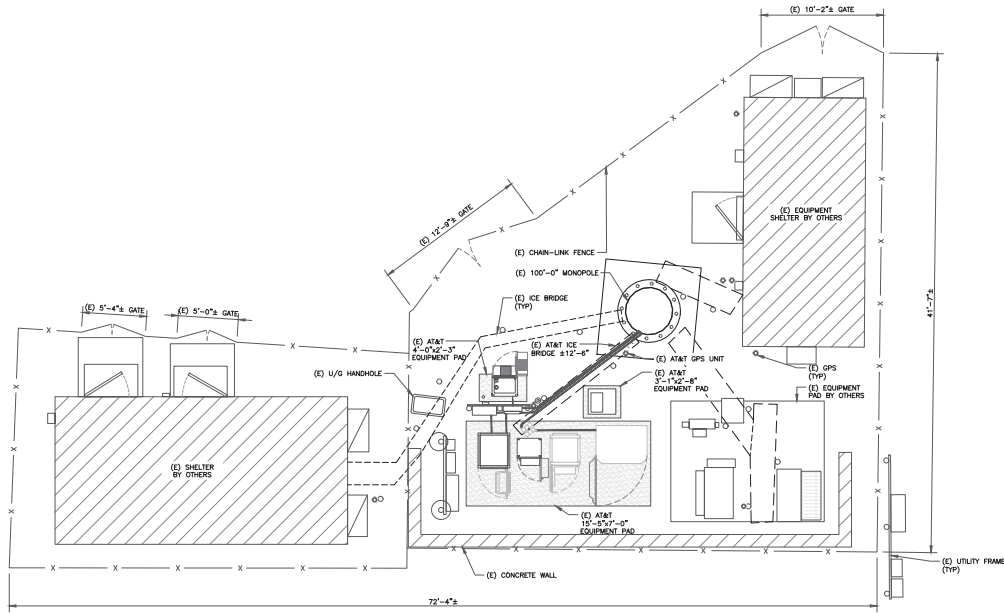 (E) 10'-2"± GATE
(E) EQUIPMENT
SHELTER BY OTHERS
41'-7"±
(E) 12'-9"± GATE
(E) CHAIN-LINK FENCE
(E) 100'-0" MONOPOLE
(E) ICE BRIDGE
(TYP)
(E) 5'-4"± GATE
(E) 5'-0"± GATE
(E) AT&T
4'-0"x2'-3"
EQUIPMENT PAD
(E) AT&T ICE
BRIDGE ±12'-6"
(E) AT&T GPS UNIT
(E) GPS
(TYP)
(E) U/G HANDHOLE
(E) AT&T
3'-1"x2'-8"
EQUIPMENT PAD
(E) EQUIPMENT
PAD BY OTHERS
(E) SHELTER
BY OTHERS
(E) AT&T
15'-5"x7'-0"
EQUIPMENT PAD
(E) UTILITY FRAME
(TYP)
(E) CONCRETE WALL
72'-4"±